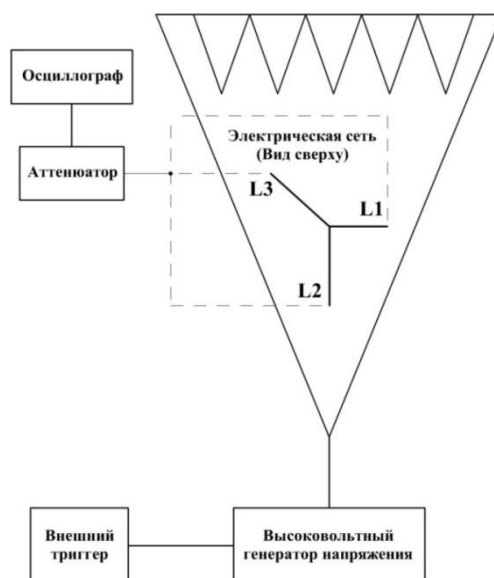 Осциллограф
Аттенюатор
Электрическая сеть
(Вид сверху)
L3
L1
L2
Внешний
триггер
Высоковольтный
генератор напряжения